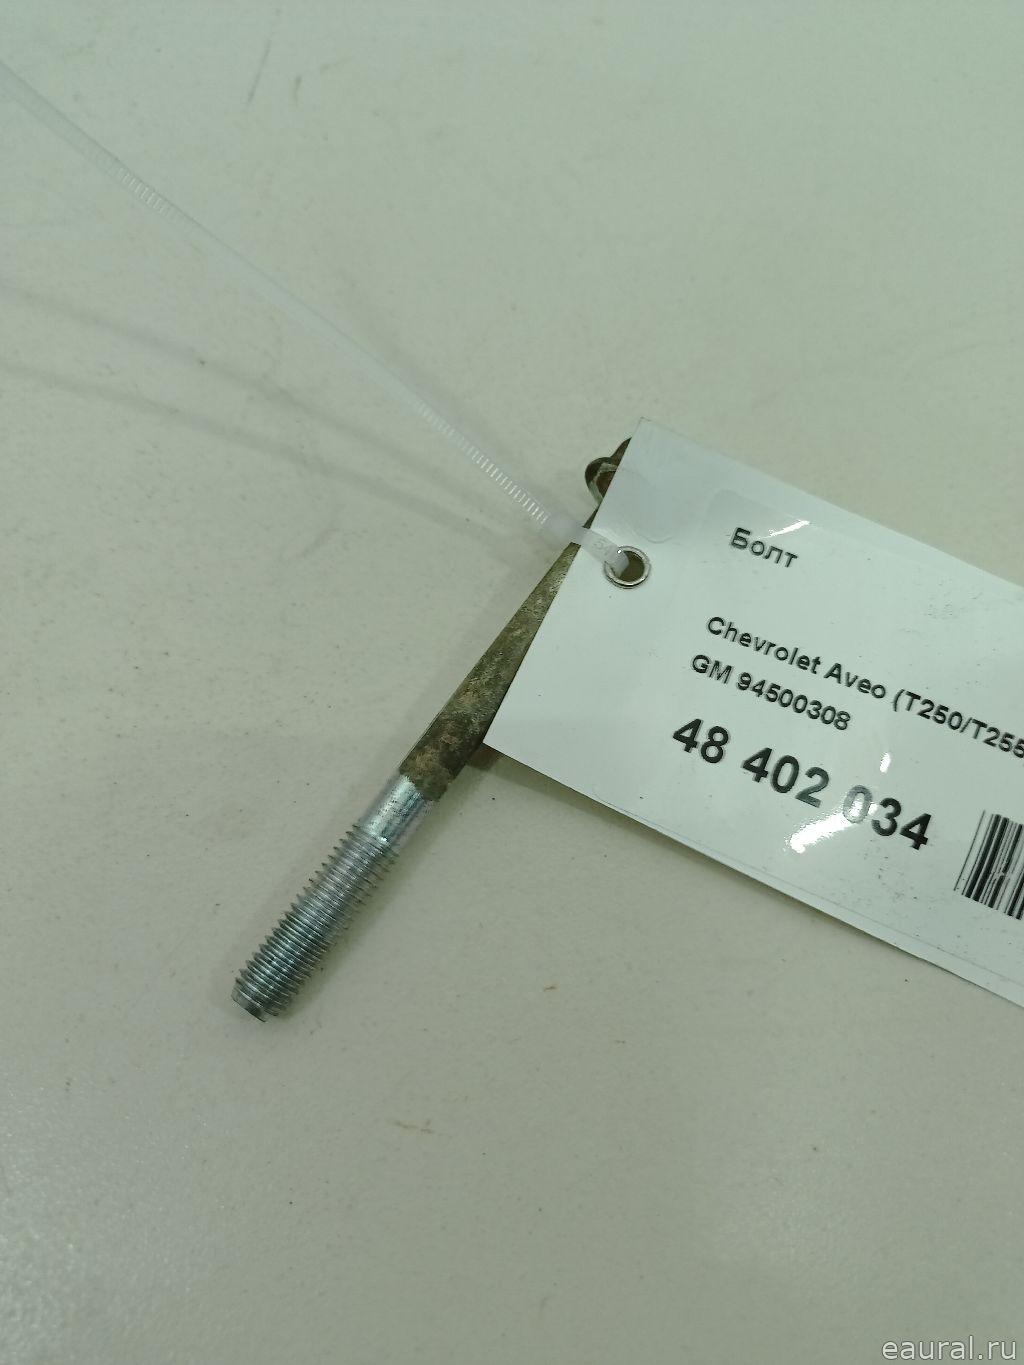 Болт
Chevrolet Aveo (T250/T255
GM 94500308
48 402 034
eaural.ru